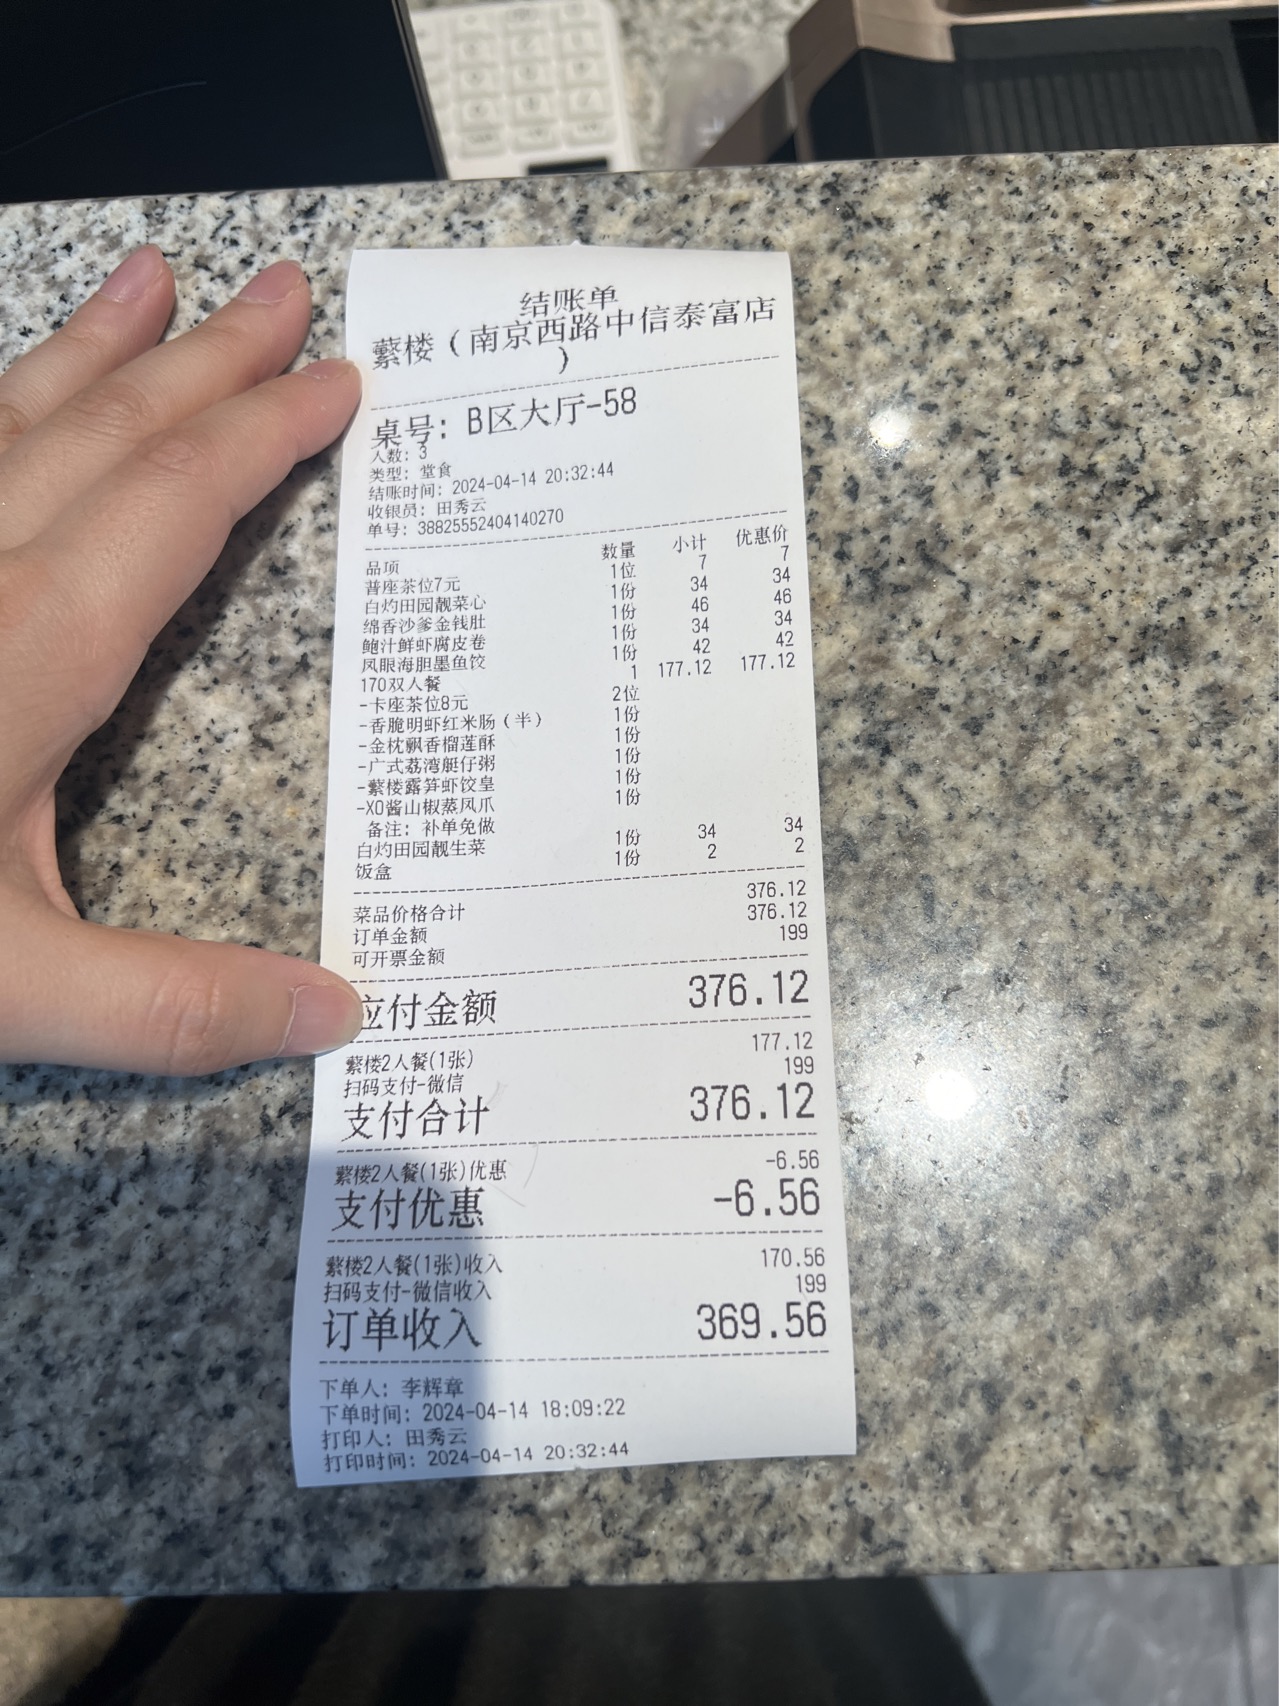 结账单
蘩楼（南京西路中信泰富店
）
桌号: B区大厅-58
人数: 3
类型: 堂食
结账时间: 2024-04-14 20:32:44
收银员: 田秀云
单号: 38825552404140270
品项 数量 小计 优惠价
普座茶位7元 1位 7 7
白灼田园靓菜心 1份 34 34
绵香沙爹金钱肚 1份 46 46
鲍汁鲜虾腐皮卷 1份 34 34
凤眼海胆墨鱼饺 1份 42 42
170双人餐 1 177.12 177.12
-卡座茶位8元 2位
-香脆明虾红米肠（半） 1份
-金枕飘香榴莲酥 1份
-广式荔湾艇仔粥 1份
-蘩楼露笋虾饺皇 1份
-XO酱山椒蒸凤爪 1份
备注: 补单免做
白灼田园靓生菜 1份 34 34
饭盒 1份 2 2
菜品价格合计 376.12
订单金额 376.12
可开票金额 199
应付金额 376.12
蘩楼2人餐(1张) 177.12
扫码支付-微信 199
支付合计 376.12
蘩楼2人餐(1张)优惠 -6.56
支付优惠 -6.56
蘩楼2人餐(1张)收入 170.56
扫码支付-微信收入 199
订单收入 369.56
下单人: 李辉章
下单时间: 2024-04-14 18:09:22
打印人: 田秀云
打印时间: 2024-04-14 20:32:44